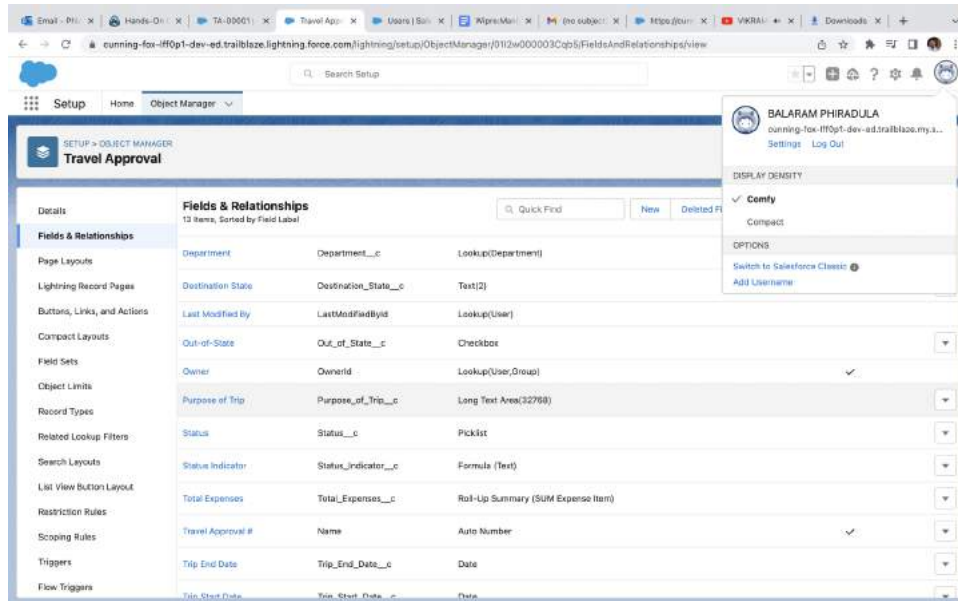 Email - Phi
Hands-On
TA-00001
Travel App
Users | Sal
Wipro:Mar
(no subject
https://curr
VIKRA
Downloads
cunning-fox-lff0p1-dev-ed.trailblaze.lightning.force.com/lightning/setup/ObjectManager/01I2w000003Cqb5/FieldsAndRelationships/view
Search Setup
Setup Home Object Manager
BALARAM PHIRADULA
cunning-fox-lff0p1-dev-ed.trailblaze.my.s...
Settings Log Out
SETUP > OBJECT MANAGER
Travel Approval
DISPLAY DENSITY
Comfy
Compact
OPTIONS
Switch to Salesforce Classic
Add Username
Details
Fields & Relationships
Page Layouts
Lightning Record Pages
Buttons, Links, and Actions
Compact Layouts
Field Sets
Object Limits
Record Types
Related Lookup Filters
Search Layouts
List View Button Layout
Restriction Rules
Scoping Rules
Triggers
Flow Triggers
Fields & Relationships
13 Items, Sorted by Field Label
Quick Find New Deleted Fi
Department Department__c Lookup(Department)
Destination State Destination_State__c Text(2)
Last Modified By LastModifiedById Lookup(User)
Out-of-State Out_of_State__c Checkbox
Owner OwnerId Lookup(User,Group)
Purpose of Trip Purpose_of_Trip__c Long Text Area(32768)
Status Status__c Picklist
Status Indicator Status_Indicator__c Formula (Text)
Total Expenses Total_Expenses__c Roll-Up Summary (SUM Expense Item)
Travel Approval # Name Auto Number
Trip End Date Trip_End_Date__c Date
Trip Start Date Trip_Start_Date__c Date